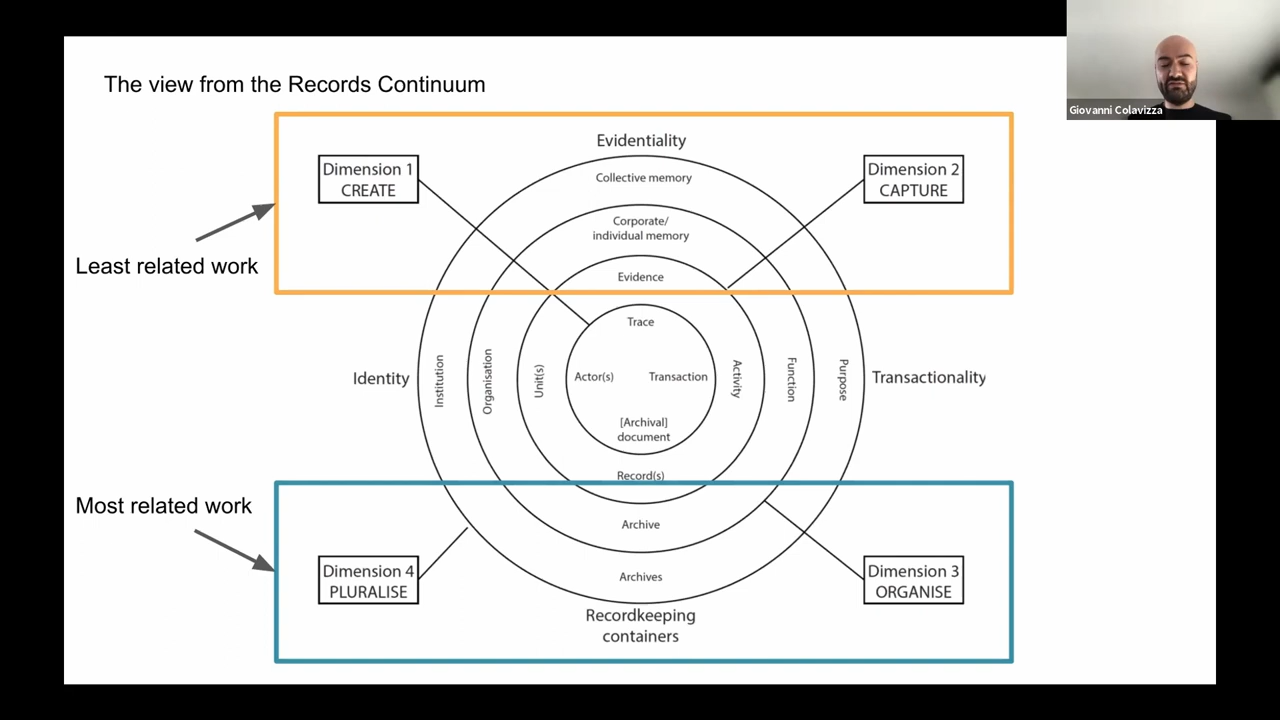 The view from the Records Continuum
Giovanni Colavizza
Evidentiality
Dimension 1
CREATE
Dimension 2
CAPTURE
Collective memory
Corporate/
individual memory
Evidence
Least related work
Trace
Identity
Institution
Organisation
Unit(s)
Actor(s)
Transaction
Activity
Function
Purpose
Transactionality
[Archival]
document
Record(s)
Most related work
Archive
Dimension 4
PLURALISE
Dimension 3
ORGANISE
Archives
Recordkeeping
containers